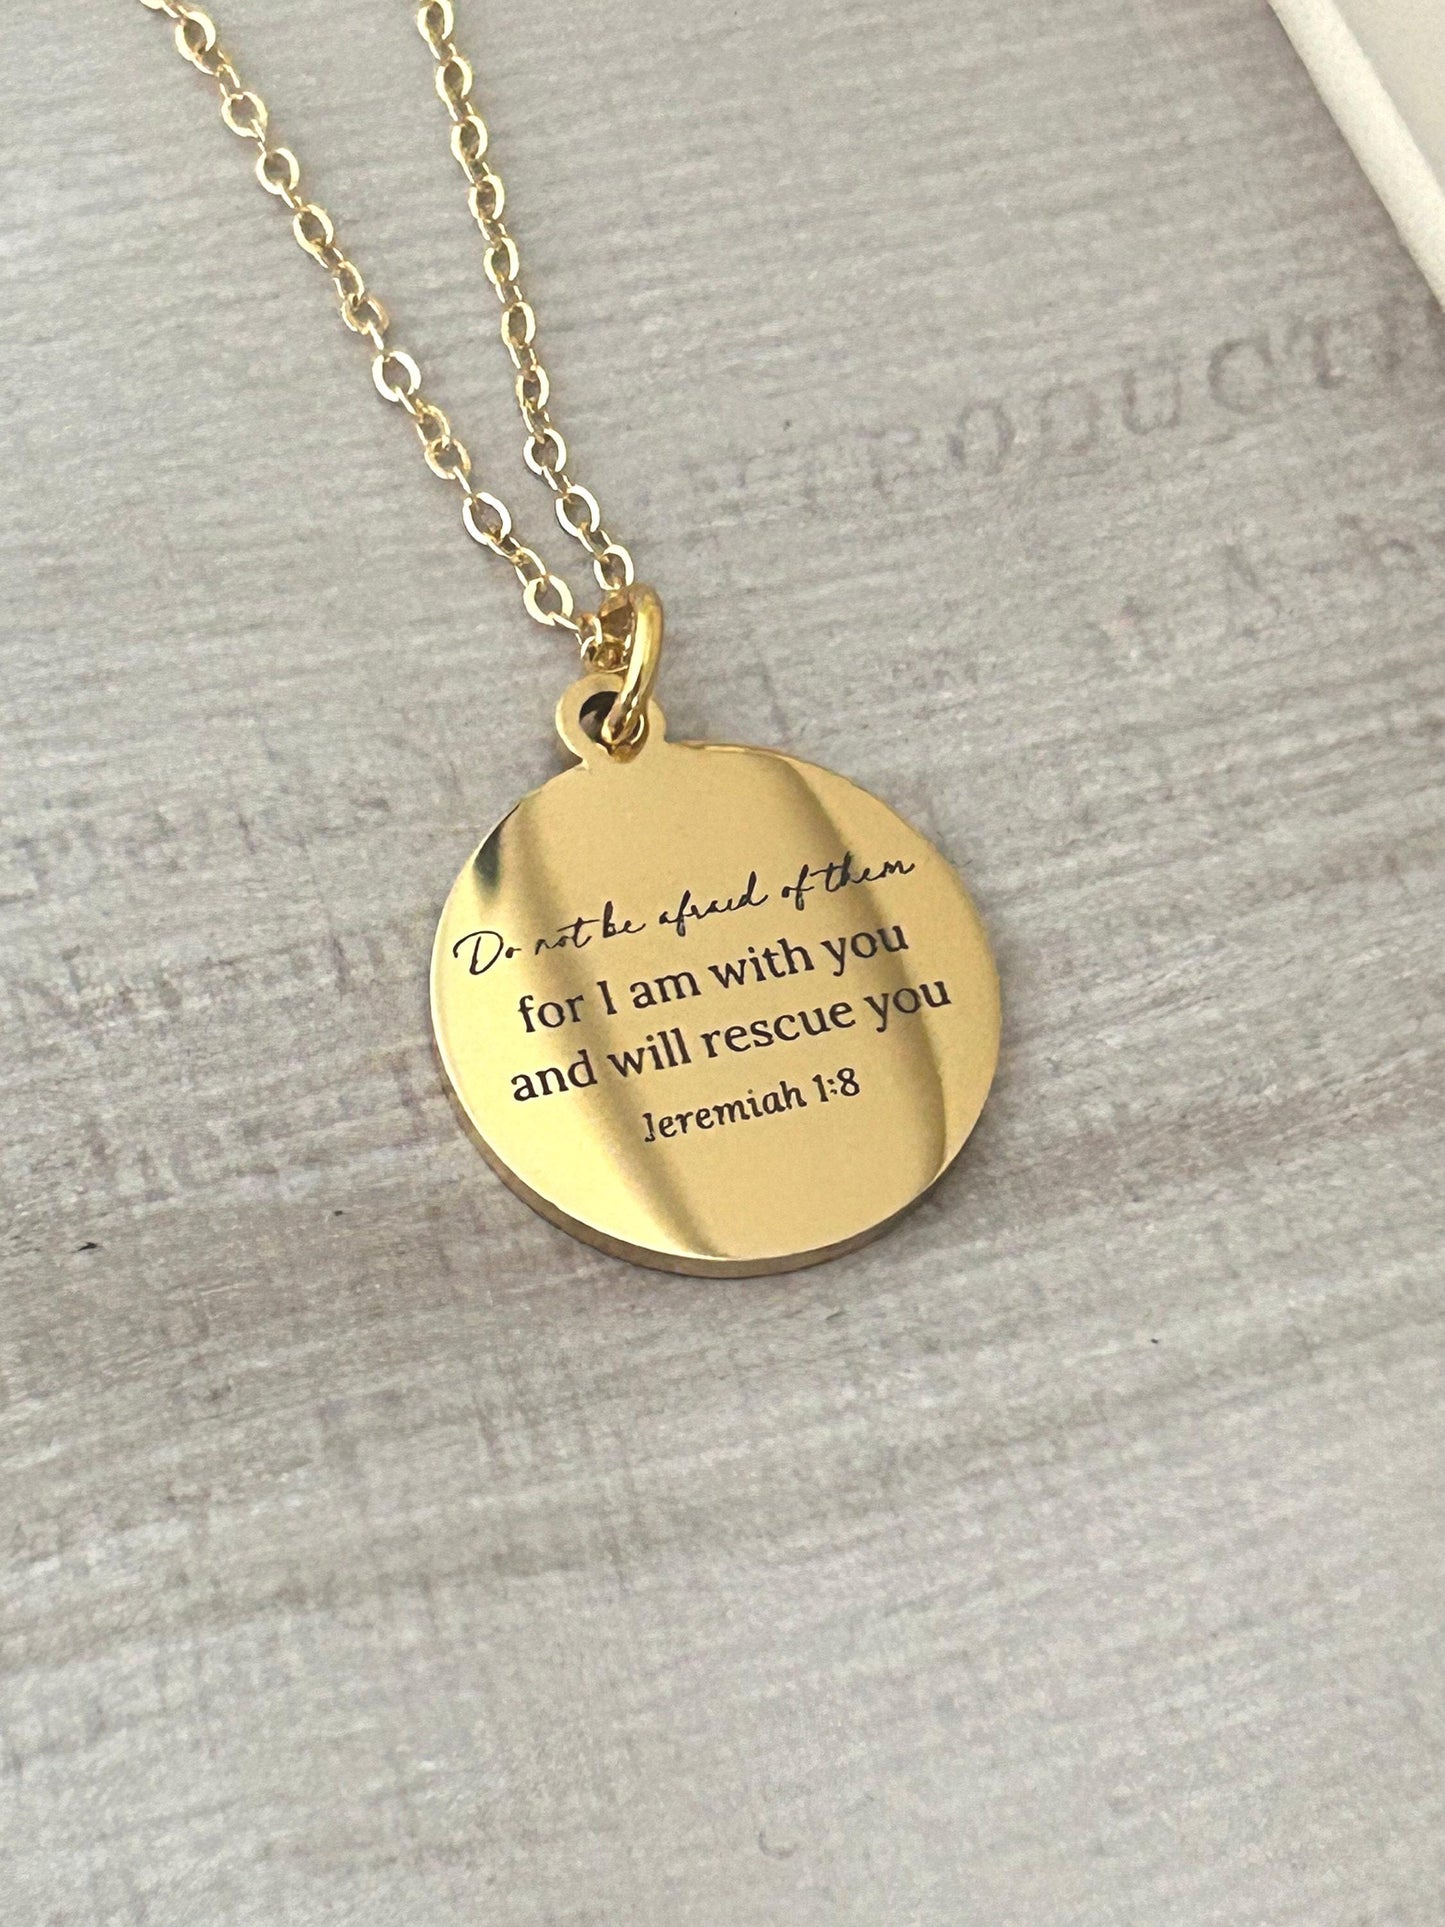 Do not be afraid of them
for I am with you
and will rescue you
Jeremiah 1:8